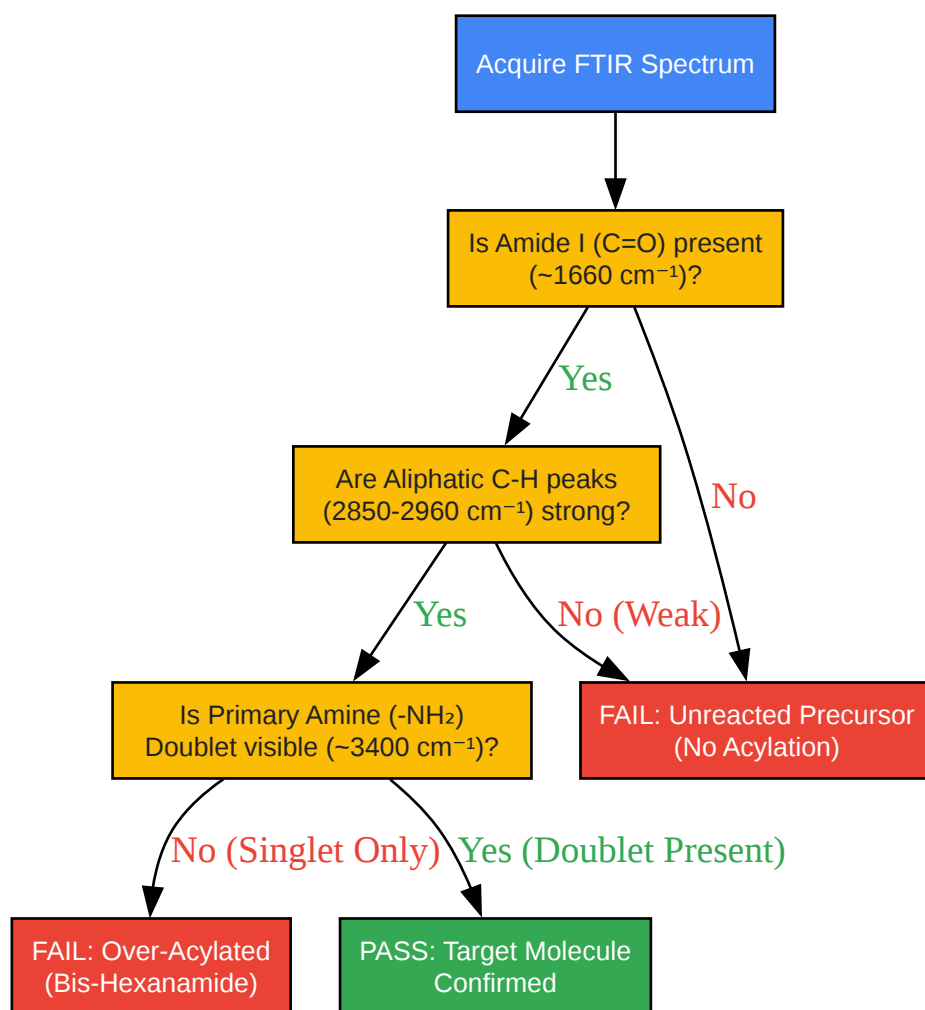 Acquire FTIR Spectrum
Is Amide I (C=O) present
(~1660 cm⁻¹)?
Yes
No
Are Aliphatic C-H peaks
(2850-2960 cm⁻¹) strong?
Yes
No (Weak)
Is Primary Amine (-NH₂)
Doublet visible (~3400 cm⁻¹)?
FAIL: Unreacted Precursor
(No Acylation)
No (Singlet Only)
Yes (Doublet Present)
FAIL: Over-Acylated
(Bis-Hexanamide)
PASS: Target Molecule
Confirmed